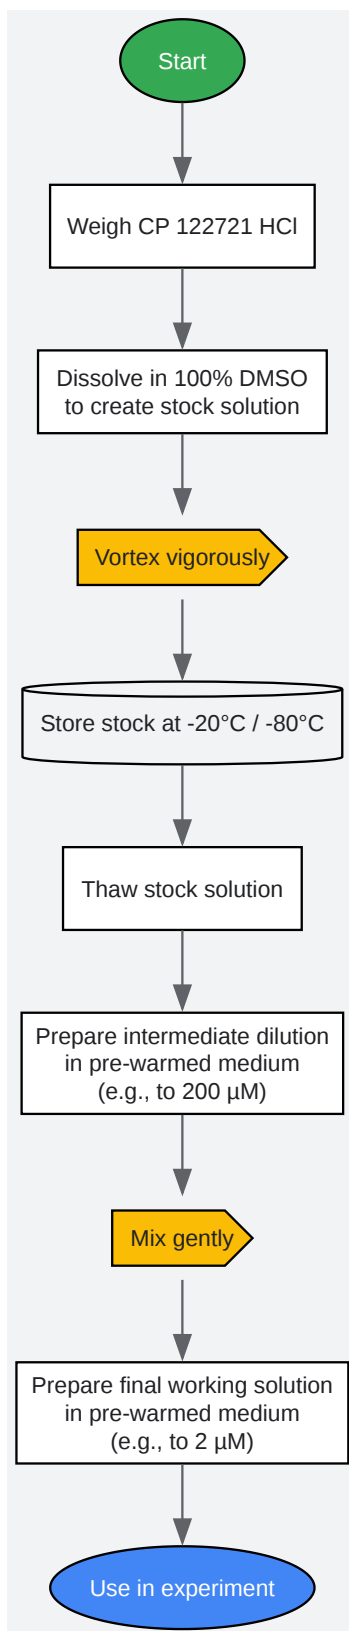 Start
Weigh CP 122721 HCl
Dissolve in 100% DMSO
to create stock solution
Vortex vigorously
Store stock at -20°C / -80°C
Thaw stock solution
Prepare intermediate dilution
in pre-warmed medium
(e.g., to 200 µM)
Mix gently
Prepare final working solution
in pre-warmed medium
(e.g., to 2 µM)
Use in experiment